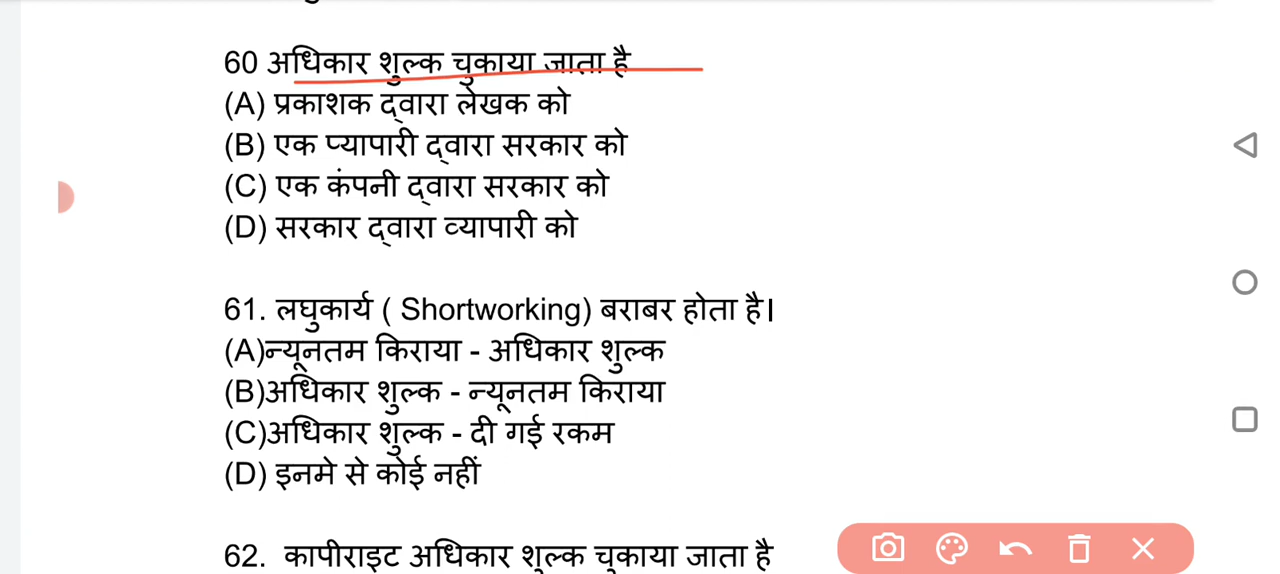 60 अधिकार शुल्क चुकाया जाता है
(A) प्रकाशक द्वारा लेखक को
(B) एक प्यापारी द्वारा सरकार को
(C) एक कंपनी द्वारा सरकार को
(D) सरकार द्वारा व्यापारी को
61. लघुकार्य ( Shortworking) बराबर होता है।
(A)न्यूनतम किराया - अधिकार शुल्क
(B)अधिकार शुल्क - न्यूनतम किराया
(C)अधिकार शुल्क - दी गई रकम
(D) इनमे से कोई नहीं
62. कापीराइट अधिकार शुल्क चुकाया जाता है